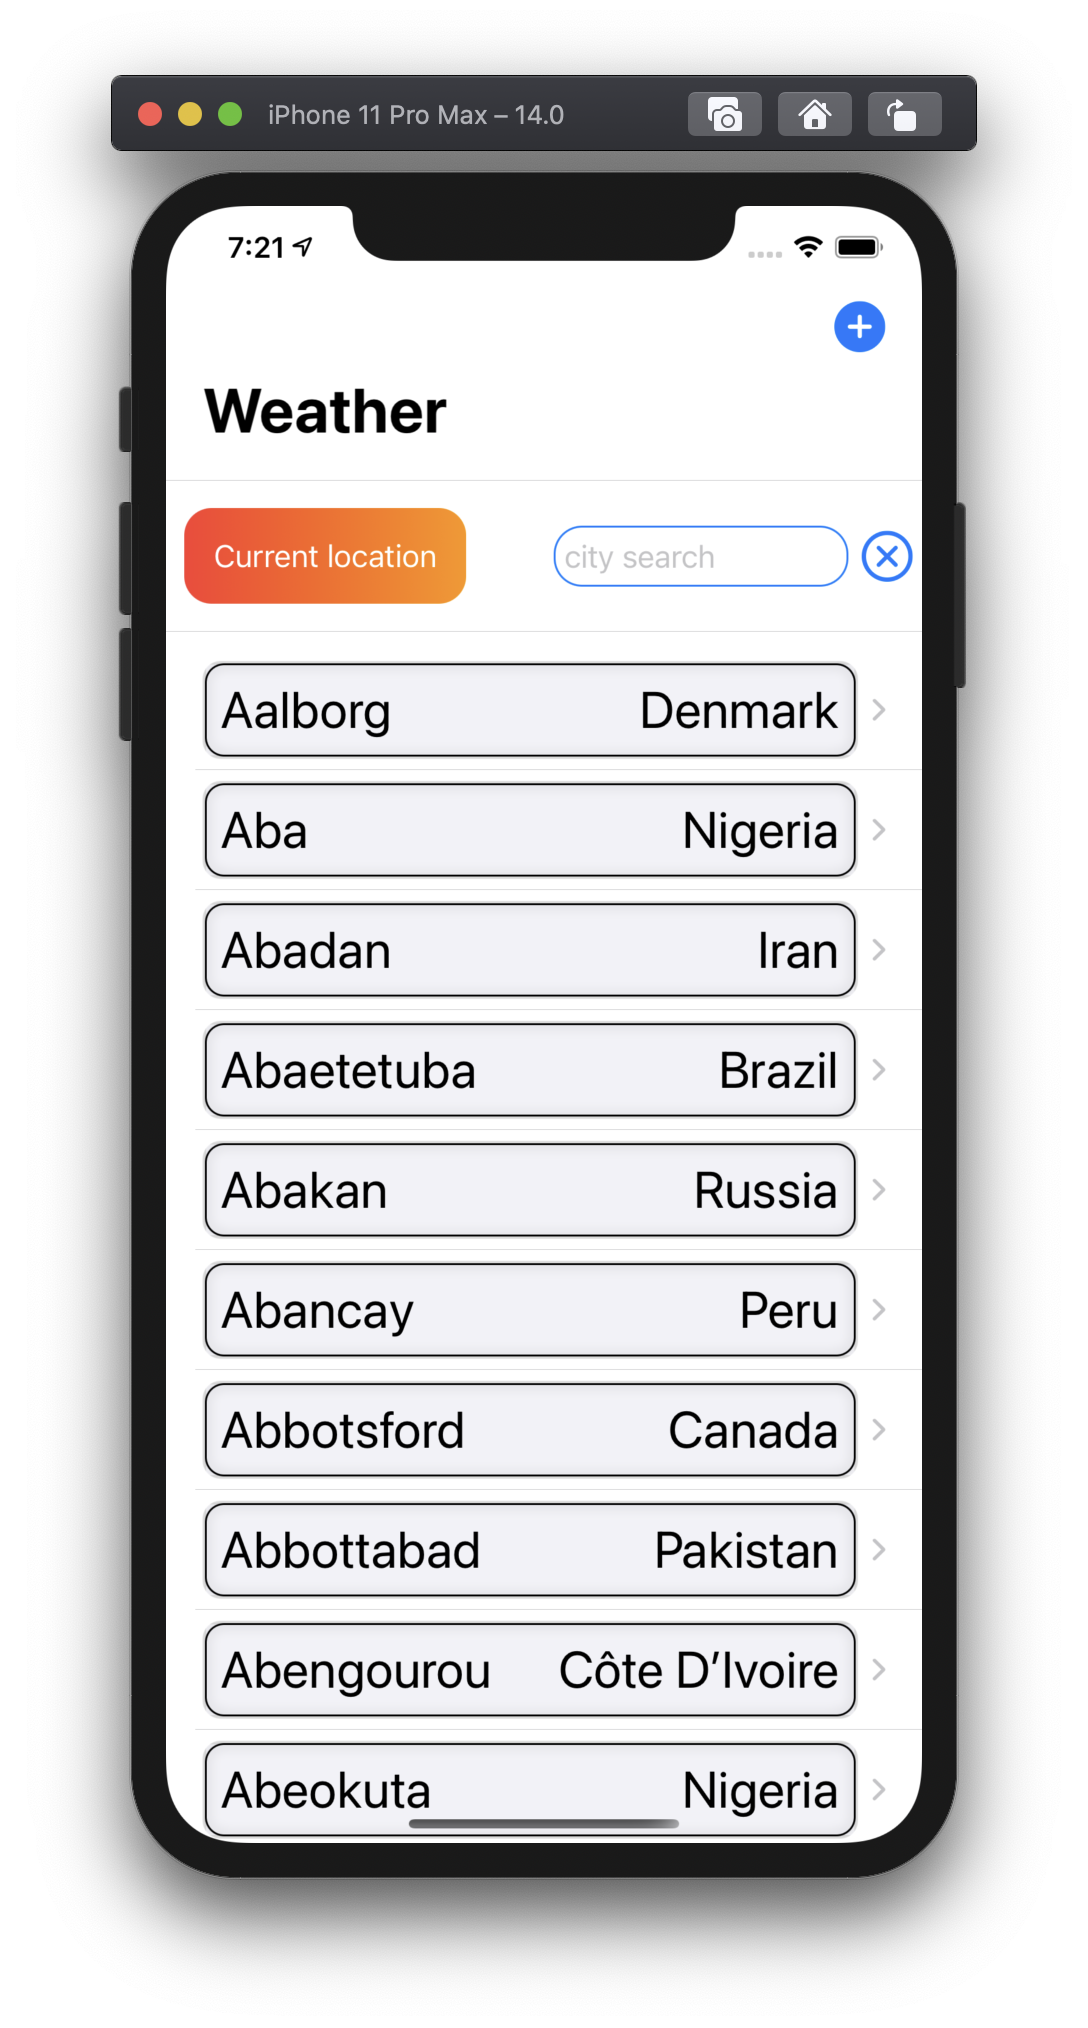 iPhone 11 Pro Max – 14.0
7:21
Weather
Current location
city search
Aalborg Denmark
Aba Nigeria
Abadan Iran
Abaetetuba Brazil
Abakan Russia
Abancay Peru
Abbotsford Canada
Abbottabad Pakistan
Abengourou Côte D’Ivoire
Abeokuta Nigeria